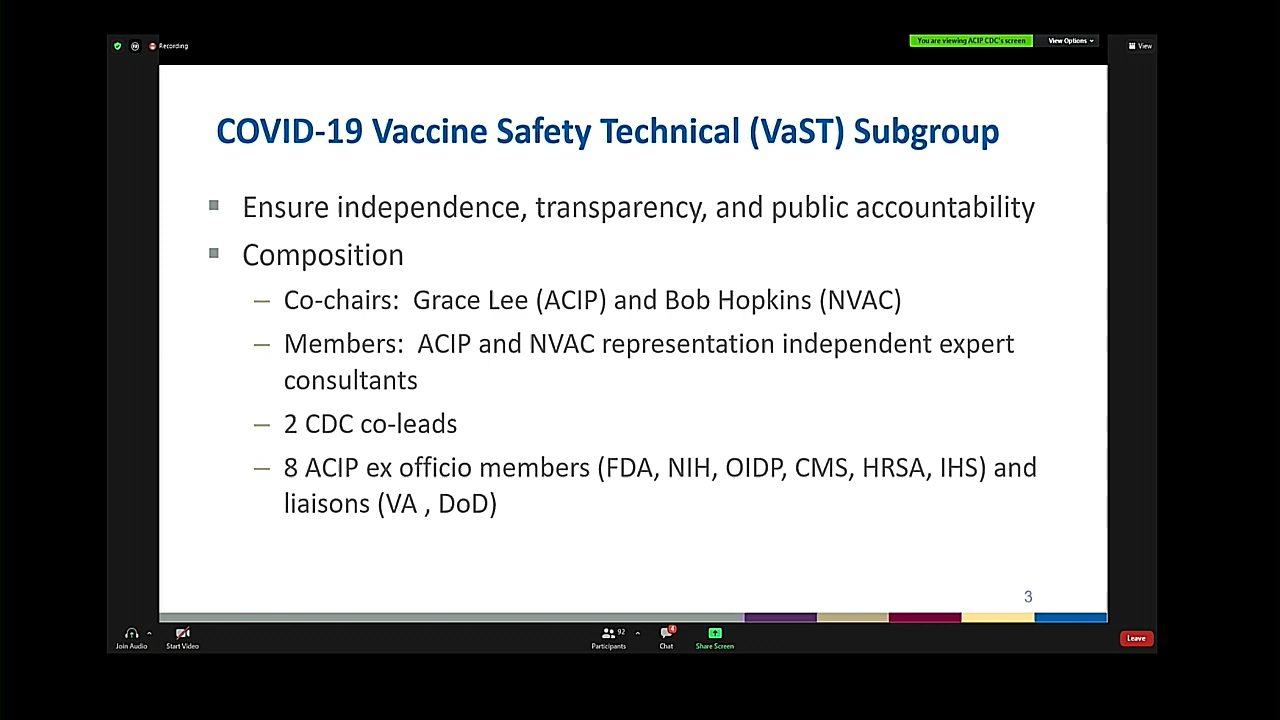 Recording
You are viewing ACIP CDC's screen
View Options
View
COVID-19 Vaccine Safety Technical (VaST) Subgroup
Ensure independence, transparency, and public accountability
Composition
– Co-chairs: Grace Lee (ACIP) and Bob Hopkins (NVAC)
– Members: ACIP and NVAC representation independent expert
consultants
– 2 CDC co-leads
– 8 ACIP ex officio members (FDA, NIH, OIDP, CMS, HRSA, IHS) and
liaisons (VA , DoD)
3
Join Audio
Start Video
92
Participants
Chat
Share Screen
Leave